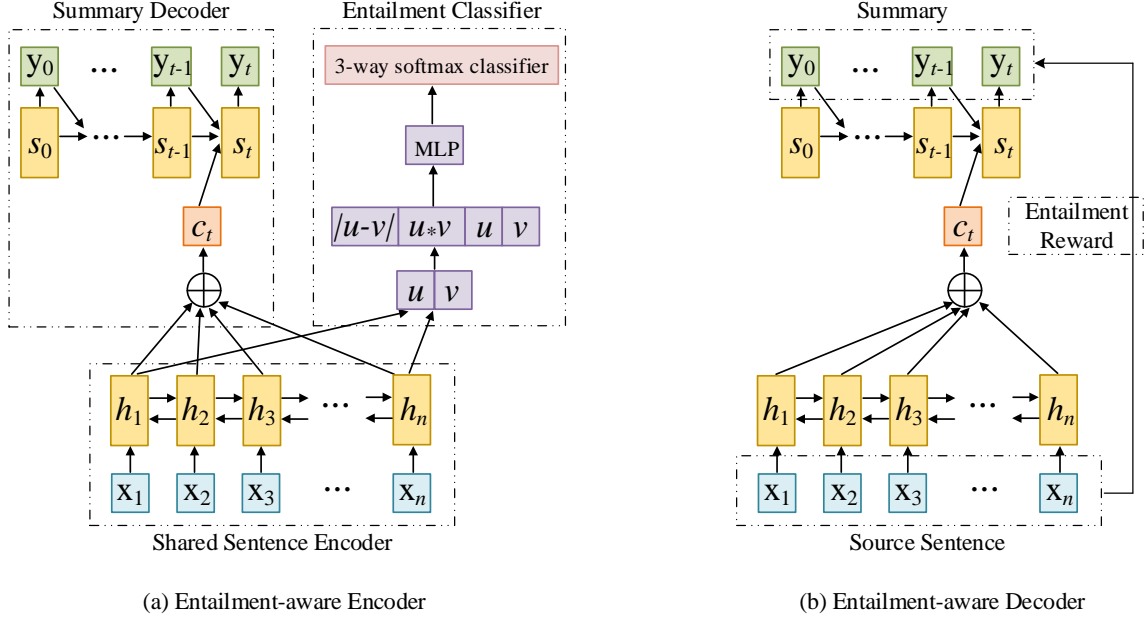 Summary Decoder
Entailment Classifier
y0 ... yt-1 yt
3-way softmax classifier
s0 ... st-1 st
MLP
|u-v| u*v u v
ct
u v
h1 h2 h3 ... hn
x1 x2 x3 ... xn
Shared Sentence Encoder
(a) Entailment-aware Encoder
Summary
y0 ... yt-1 yt
s0 ... st-1 st
ct
Entailment
Reward
h1 h2 h3 ... hn
x1 x2 x3 ... xn
Source Sentence
(b) Entailment-aware Decoder